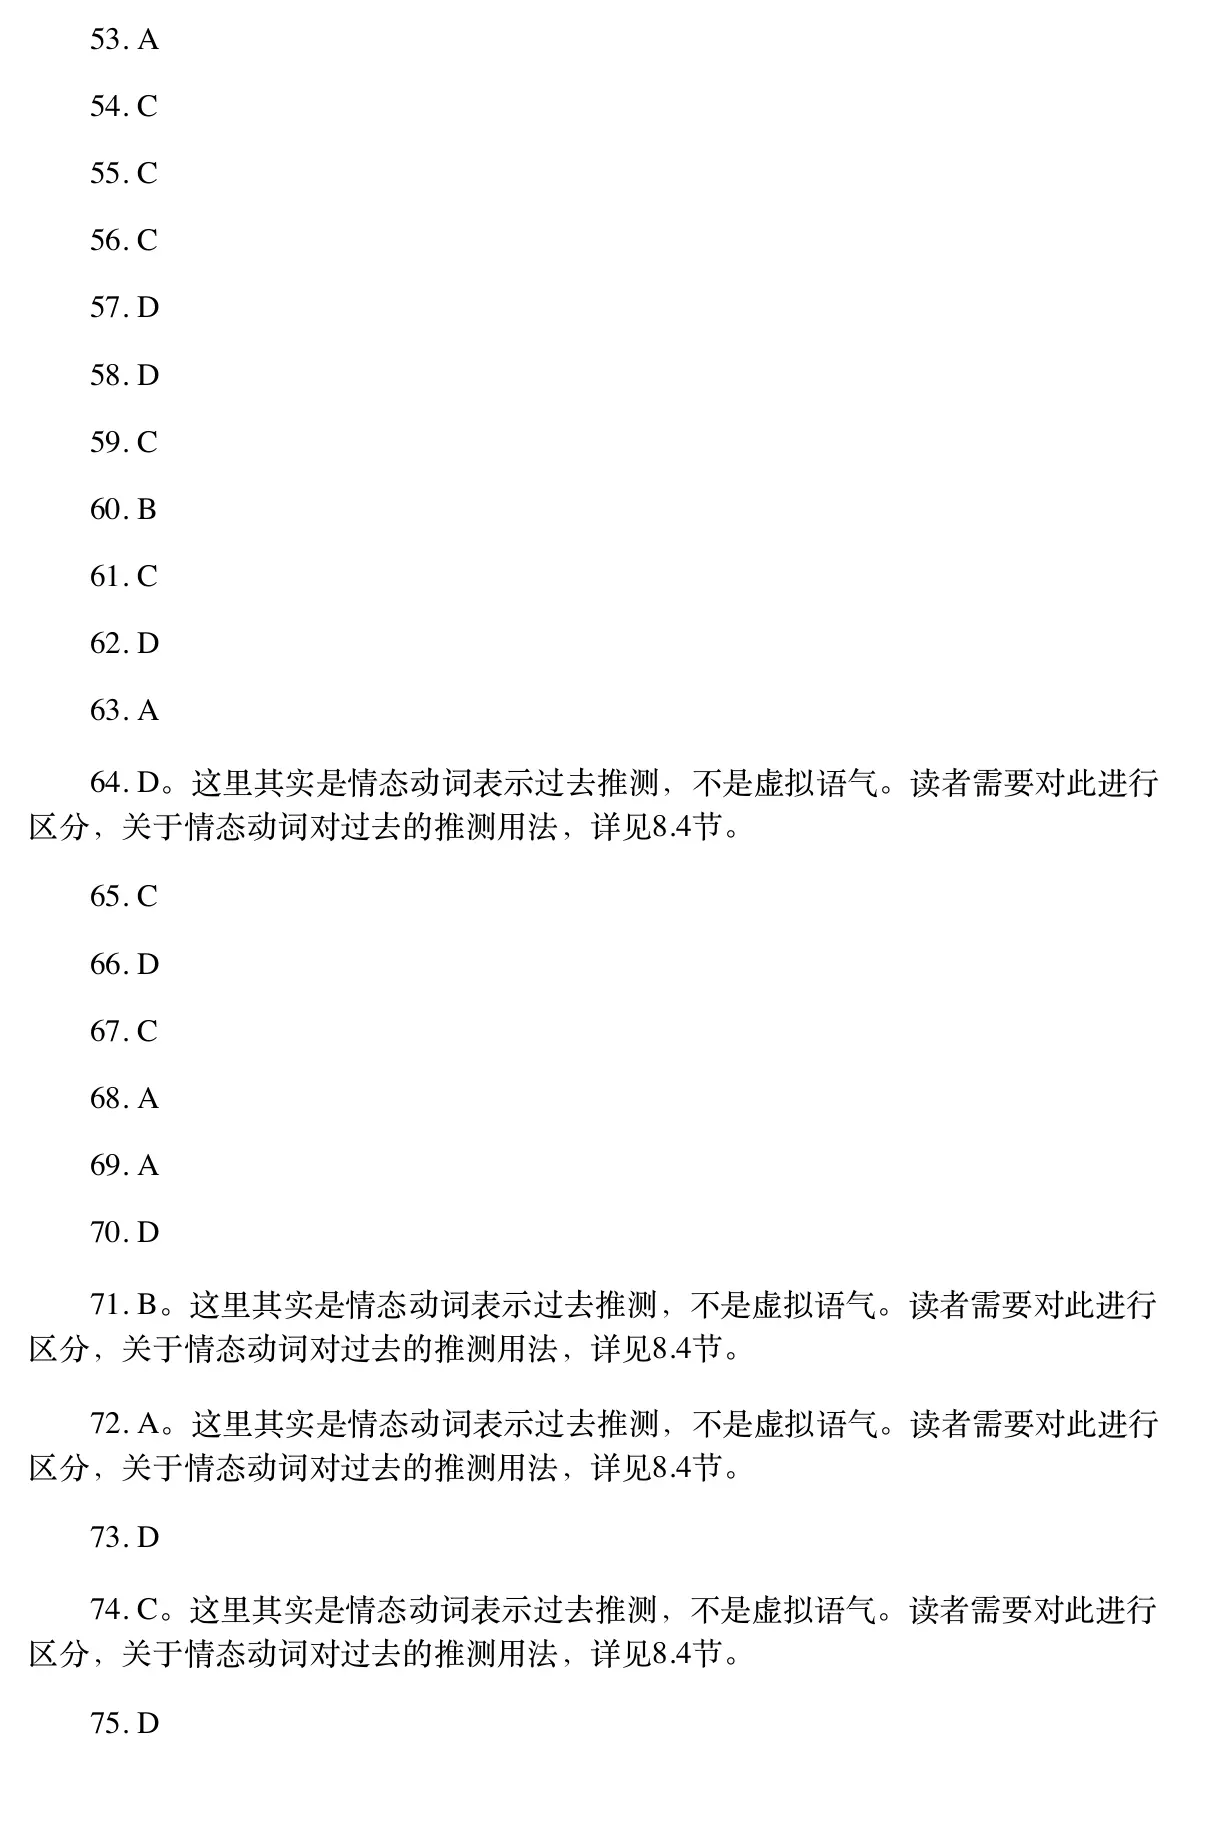 53. A
54. C
55. C
56. C
57. D
58. D
59. C
60. B
61. C
62. D
63. A
64. D。这里其实是情态动词表示过去推测，不是虚拟语气。读者需要对此进行
区分，关于情态动词对过去的推测用法，详见8.4节。
65. C
66. D
67. C
68. A
69. A
70. D
71. B。这里其实是情态动词表示过去推测，不是虚拟语气。读者需要对此进行
区分，关于情态动词对过去的推测用法，详见8.4节。
72. A。这里其实是情态动词表示过去推测，不是虚拟语气。读者需要对此进行
区分，关于情态动词对过去的推测用法，详见8.4节。
73. D
74. C。这里其实是情态动词表示过去推测，不是虚拟语气。读者需要对此进行
区分，关于情态动词对过去的推测用法，详见8.4节。
75. D